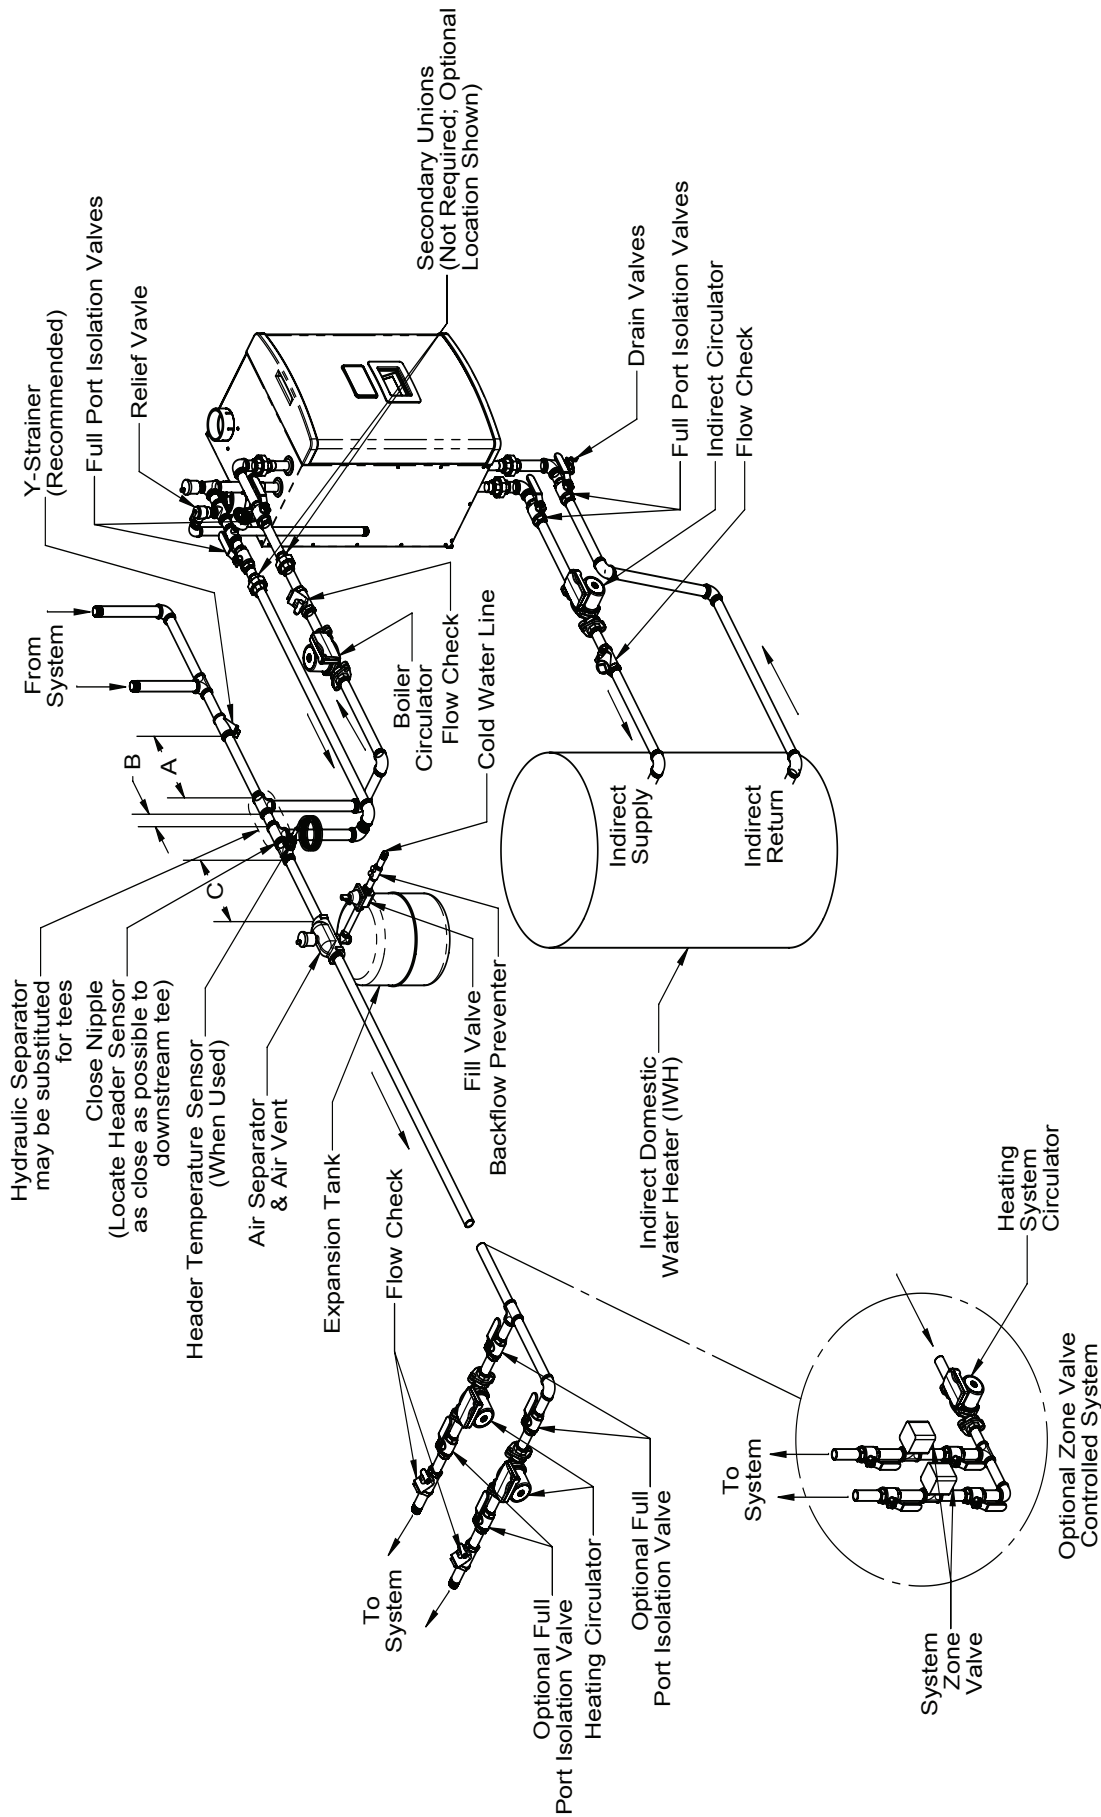 Hydraulic Separator
may be substituted
for tees
Close Nipple
(Locate Header Sensor
as close as possible to
downstream tee)
Header Temperature Sensor
(When Used)
Air Separator
& Air Vent
Expansion Tank
Flow Check
C
B
A
From
System
Y-Strainer
(Recommended)
Full Port Isolation Valves
Relief Vavle
Secondary Unions
(Not Required; Optional
Location Shown)
Boiler
Circulator
Flow Check
Cold Water Line
Fill Valve
Backflow Preventer
Drain Valves
Full Port Isolation Valves
Indirect Circulator
Flow Check
Indirect
Supply
Indirect
Return
Indirect Domestic
Water Heater (IWH)
To
System
Optional Full
Port Isolation Valve
Heating Circulator
Optional Full
Port Isolation Valve
To
System
Heating
System
Circulator
System
Zone
Valve
Optional Zone Valve
Controlled System